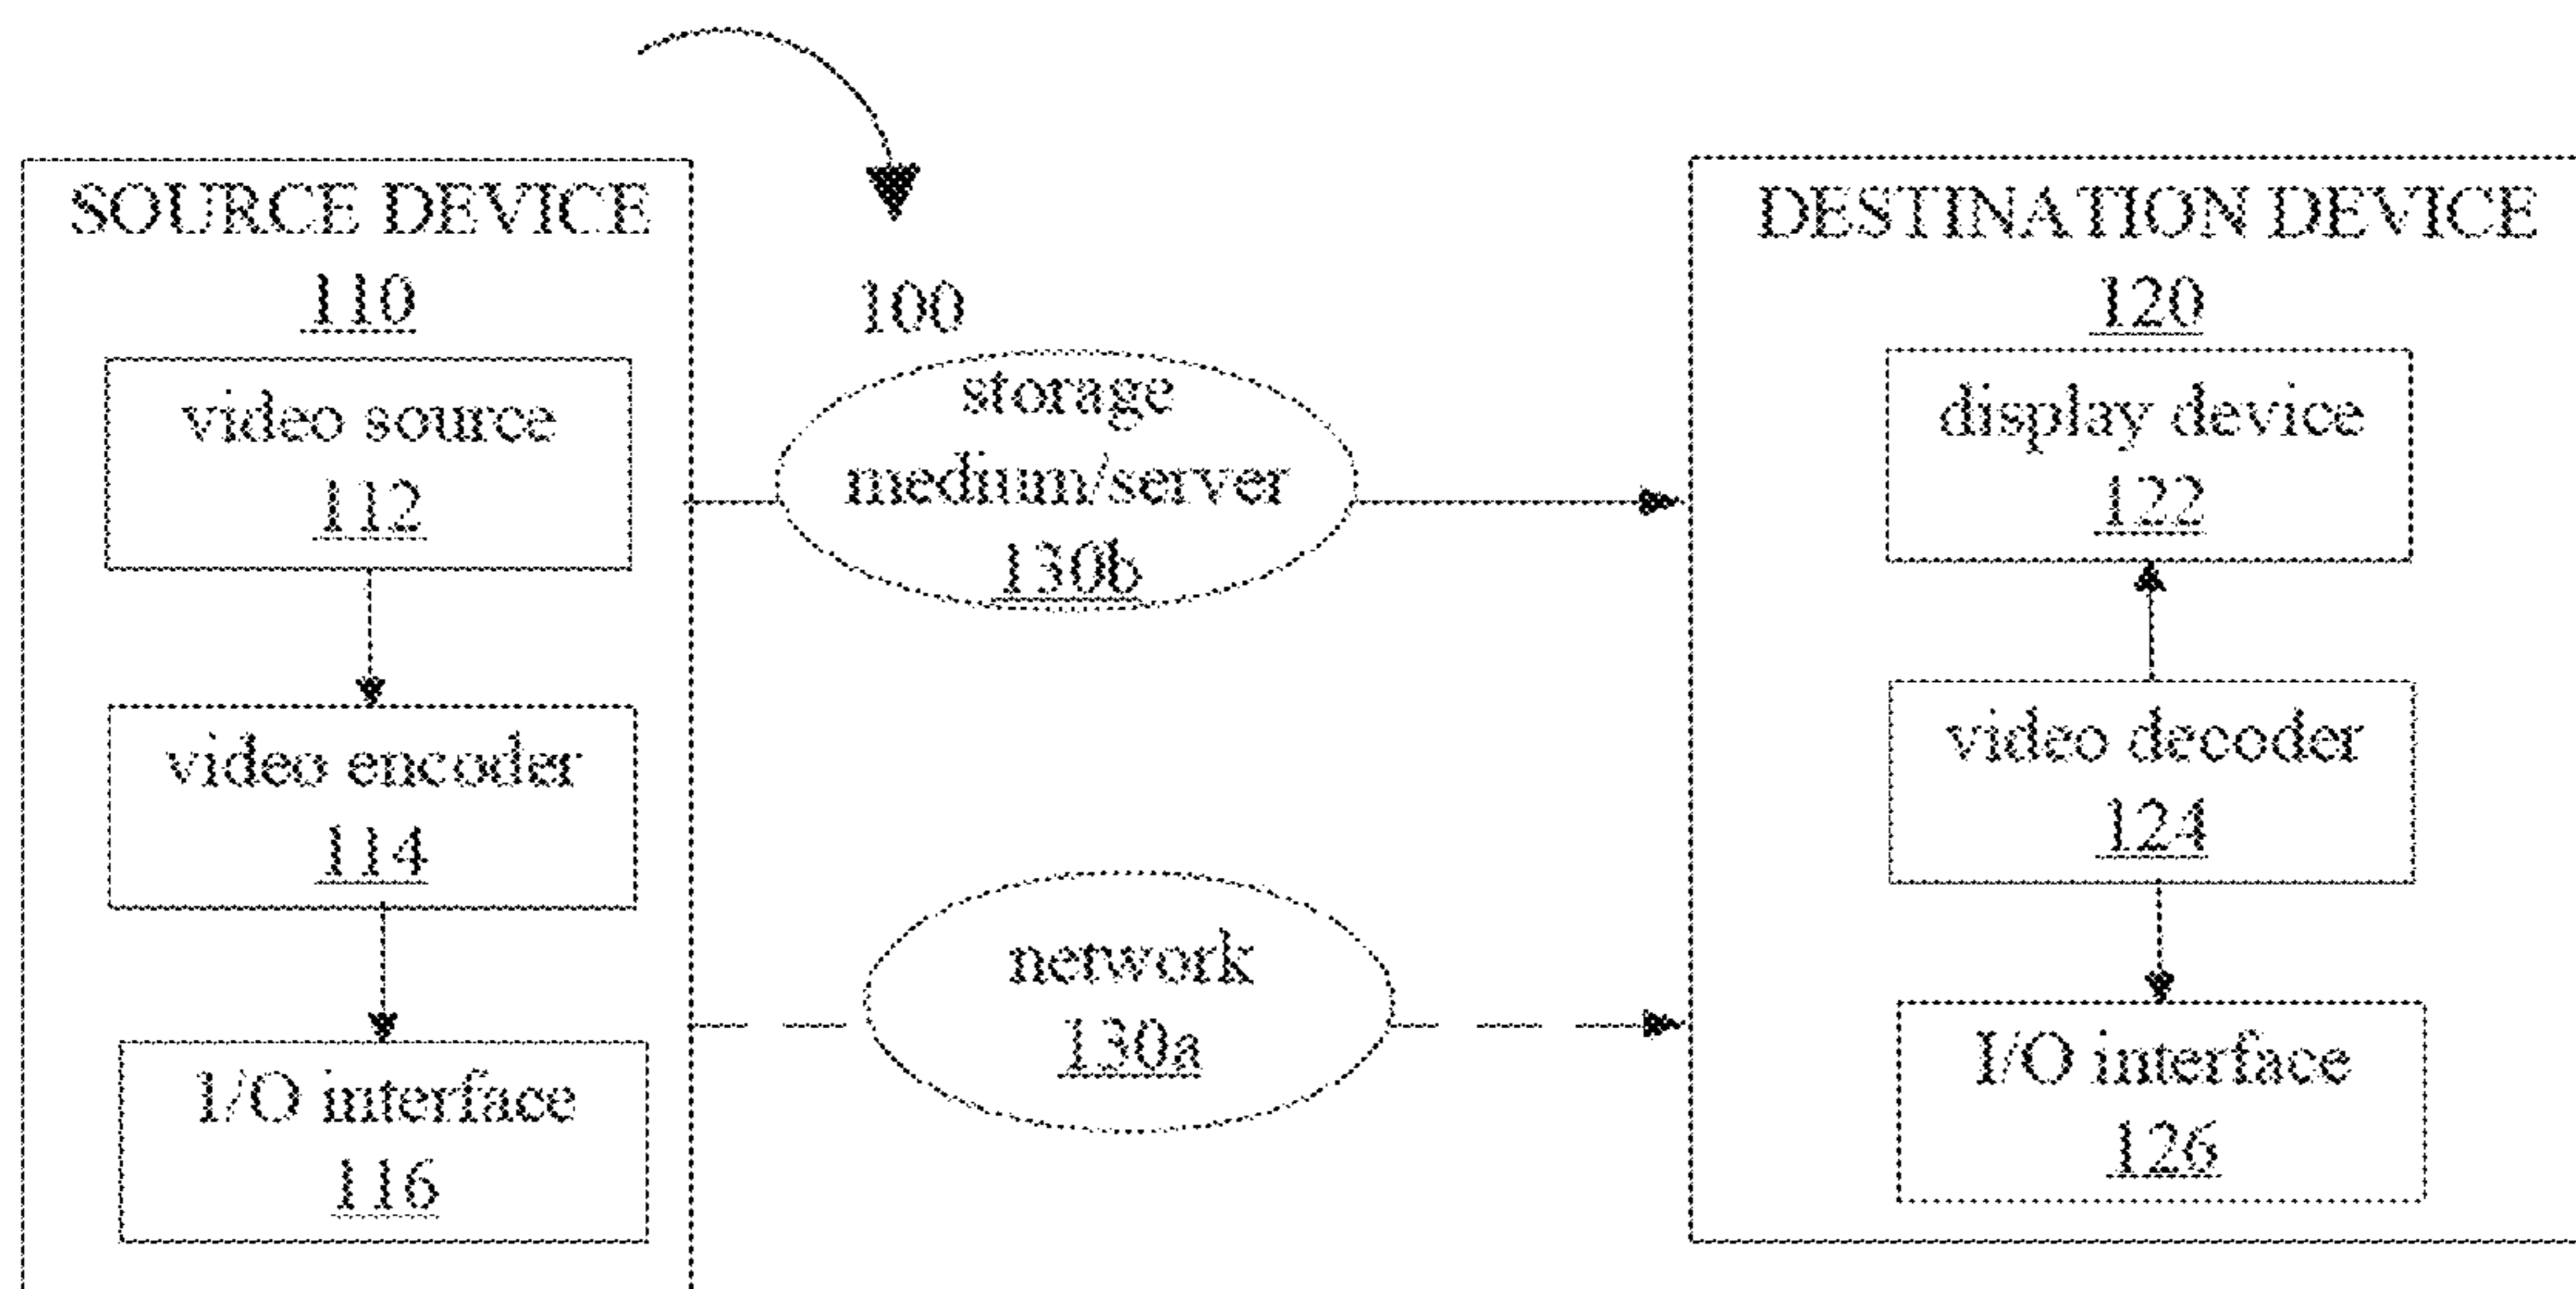 SOURCE DEVICE
110
video source
112
video encoder
114
I/O interface
116
100
storage
medium/server
130b
network
130a
DESTINATION DEVICE
120
display device
122
video decoder
124
I/O interface
126